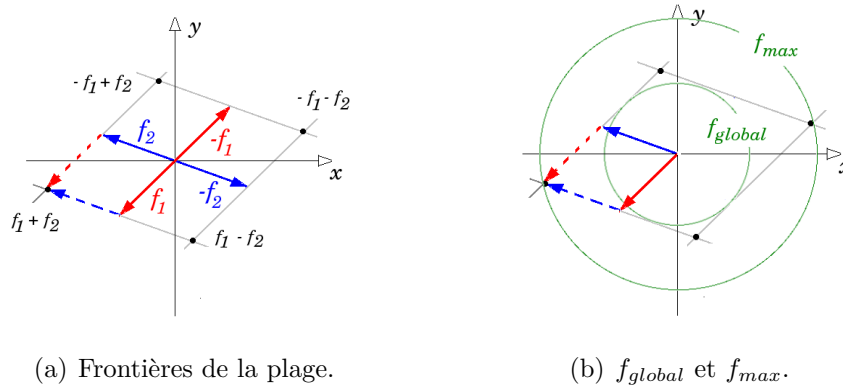 y
- f1 + f2
- f1 - f2
f2
-f1
x
f1
-f2
f1 + f2
f1 - f2
y
fmax
fglobal
x
(a) Frontières de la plage.
(b) fglobal et fmax.